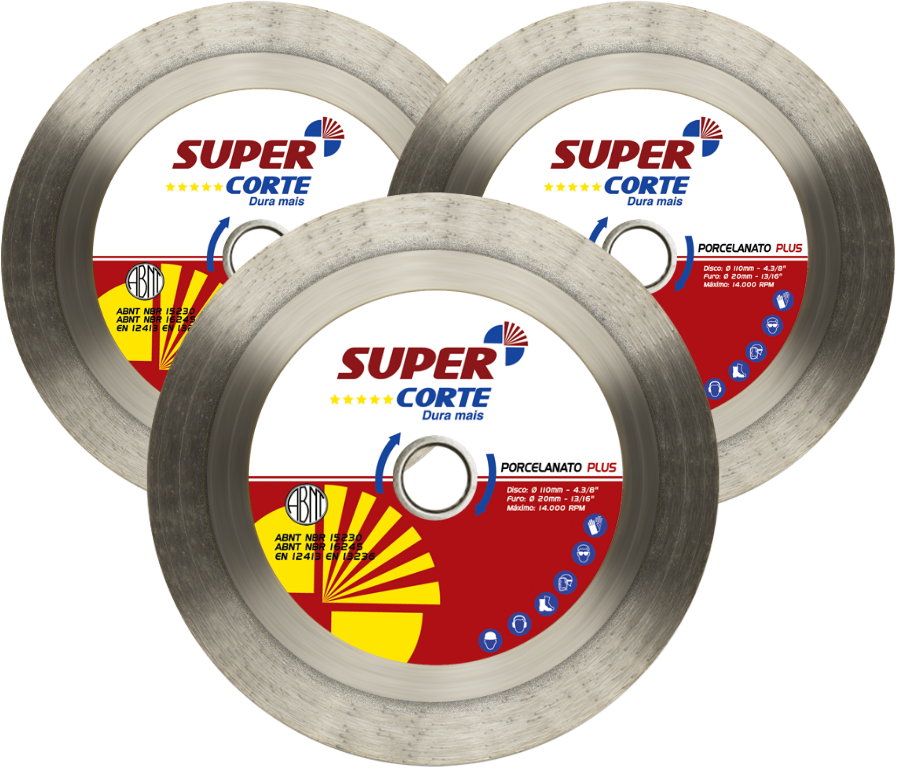 SUPER
CORTE
Dura mais
ABNT
ABNT NBR 15230
ABNT NBR 16245
EN 12413 EN 132
SUPER
CORTE
Dura mais
PORCELANATO PLUS
Disco: Ø 110mm - 4.3/8"
Furo: Ø 20mm - 13/16"
Máximo: 14.000 RPM
SUPER
CORTE
Dura mais
PORCELANATO PLUS
Disco: Ø 110mm - 4.3/8"
Furo: Ø 20mm - 13/16"
Máximo: 14.000 RPM
ABNT
ABNT NBR 15230
ABNT NBR 16245
EN 12413 EN 13236